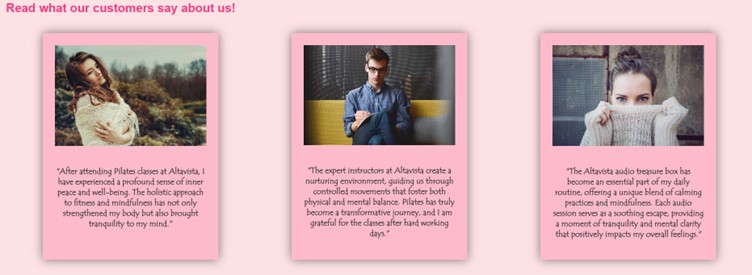 Read what our customers say about us!
"After attending Pilates classes at Altavista, I
have experienced a profound sense of inner
peace and well-being. The holistic approach
to fitness and mindfulness has not only
strengthened my body but also brought
tranquility to my mind."
"The expert instructors at Altavista create a
nurturing environment, guiding us through
controlled movements that foster both
physical and mental balance. Pilates has truly
become a transformative journey, and I am
grateful for the classes after hard working
days."
"The Altavista audio treasure box has
become an essential part of my daily
routine, offering a unique blend of calming
practices and mindfulness. Each audio
session serves as a soothing escape, providing
a moment of tranquility and mental clarity
that positively impacts my overall feelings."